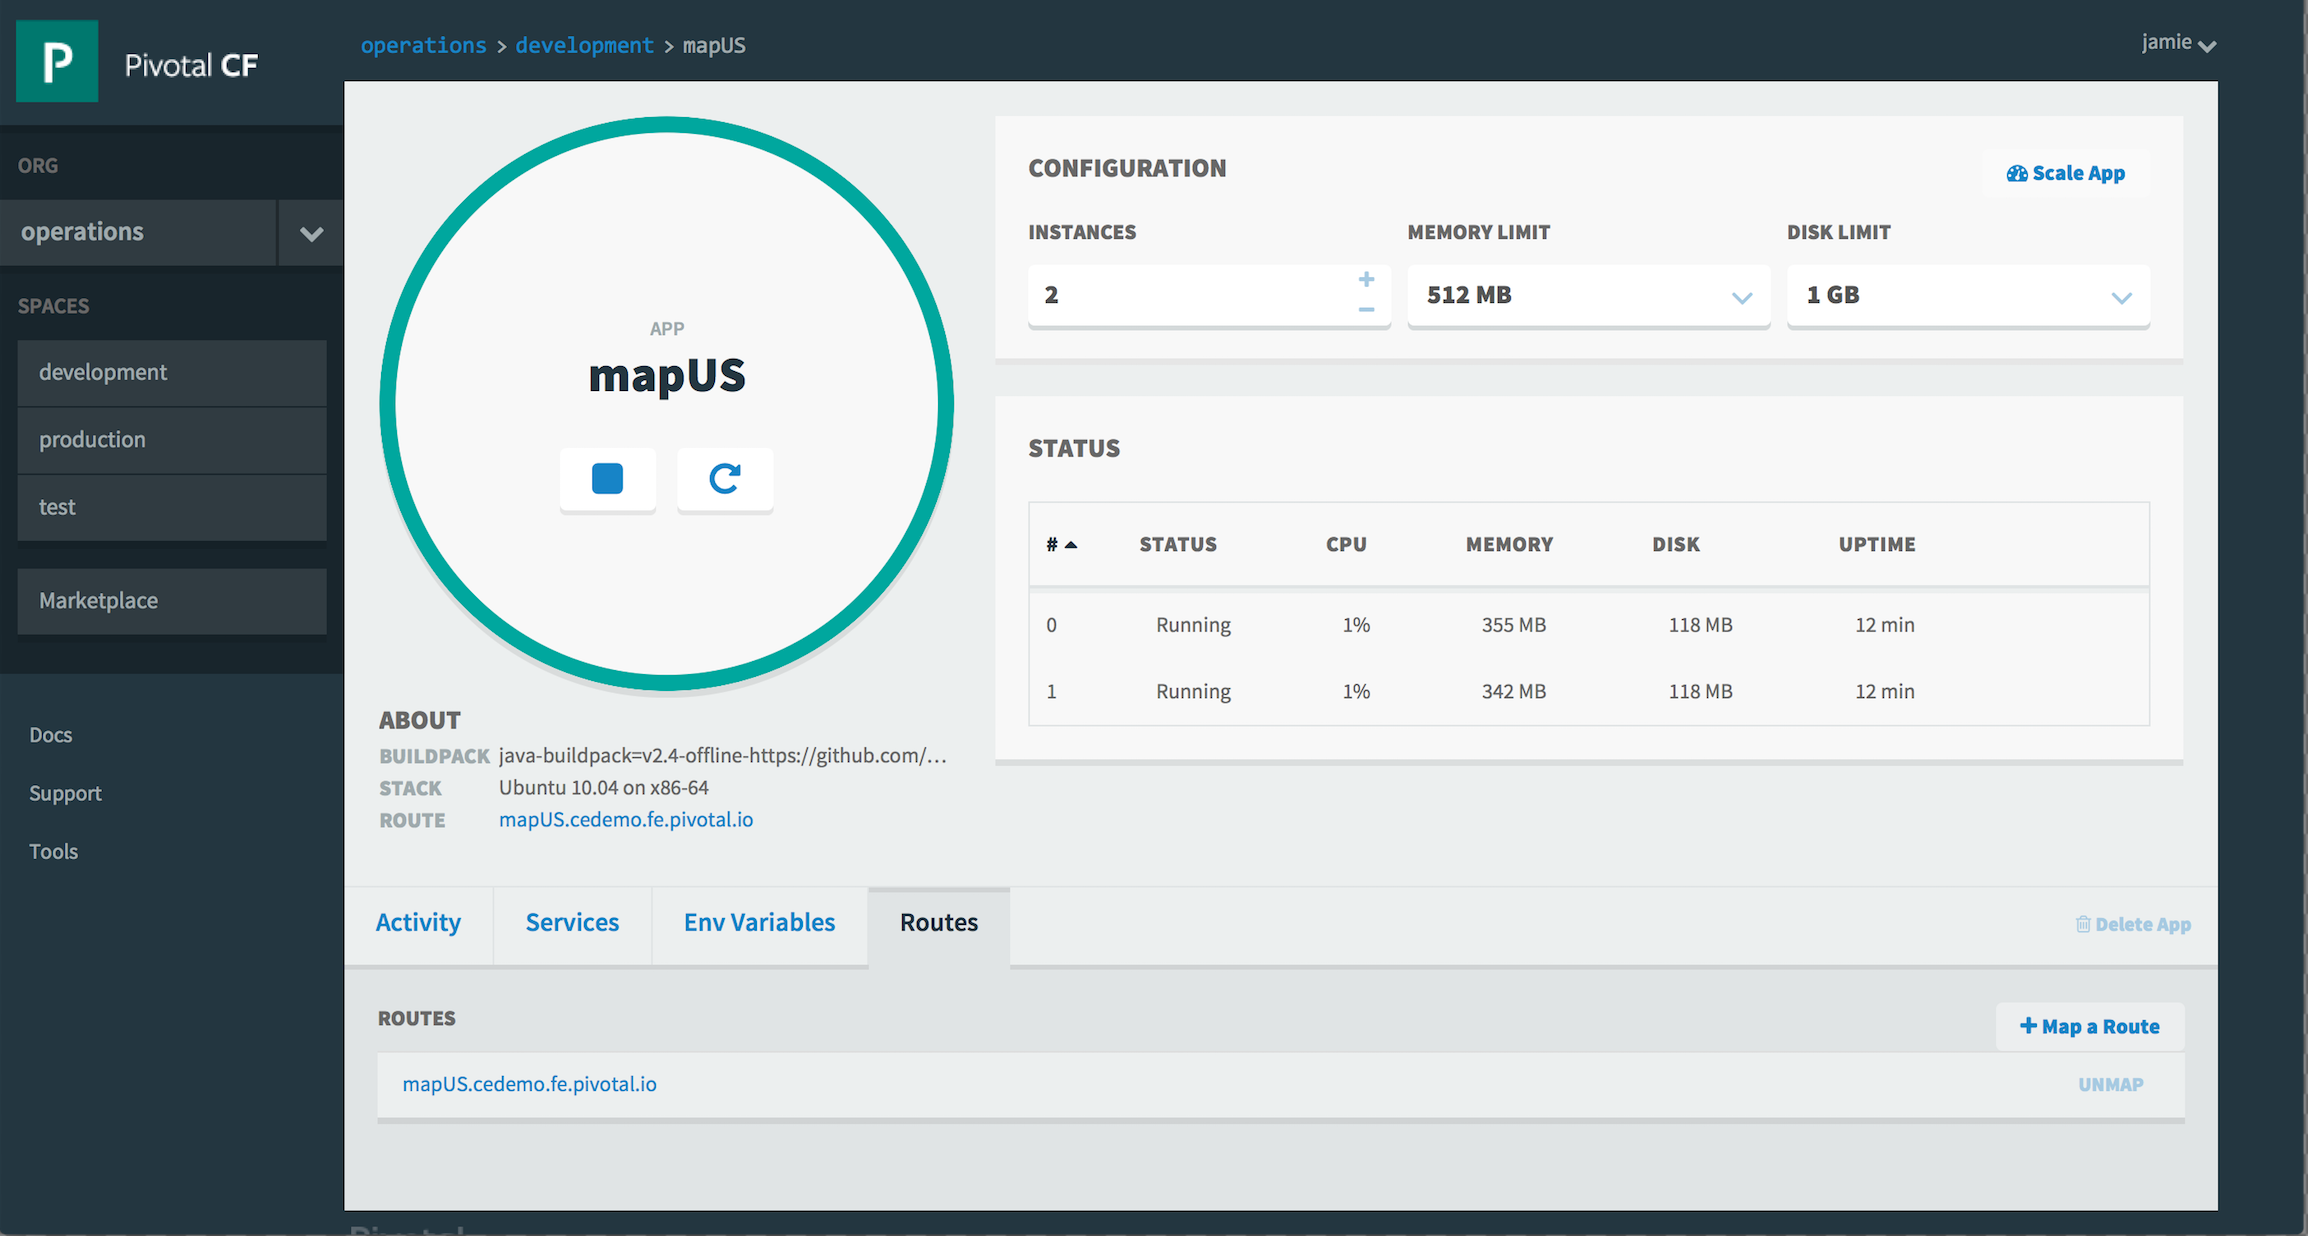 P
Pivotal CF
operations > development > mapUS
jamie
ORG
operations
SPACES
development
production
test
Marketplace
Docs
Support
Tools
APP
mapUS
ABOUT
BUILDPACK java-buildpack=v2.4-offline-https://github.com/...
STACK Ubuntu 10.04 on x86-64
ROUTE mapUS.cedemo.fe.pivotal.io
CONFIGURATION
Scale App
INSTANCES MEMORY LIMIT DISK LIMIT
2 + − 512 MB 1 GB
STATUS
# STATUS CPU MEMORY DISK UPTIME
0 Running 1% 355 MB 118 MB 12 min
1 Running 1% 342 MB 118 MB 12 min
Activity Services Env Variables Routes Delete App
ROUTES
+ Map a Route
mapUS.cedemo.fe.pivotal.io UNMAP